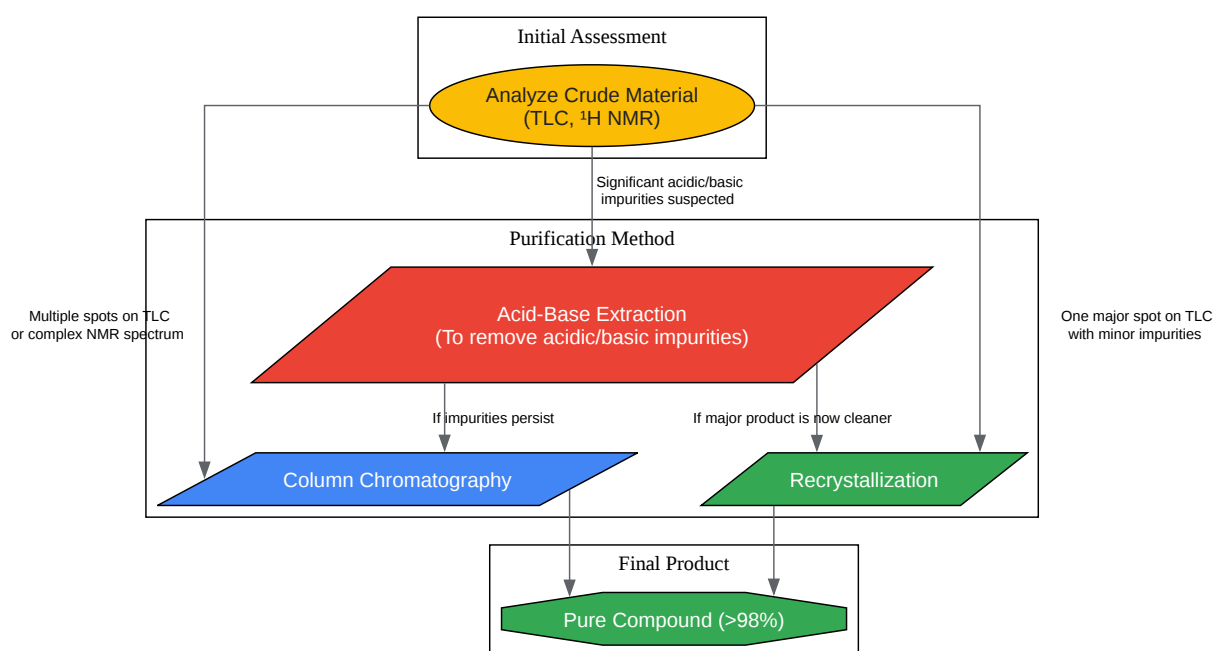 Initial Assessment
Analyze Crude Material
(TLC, ¹H NMR)
Significant acidic/basic
impurities suspected
Purification Method
Multiple spots on TLC
or complex NMR spectrum
Acid-Base Extraction
(To remove acidic/basic impurities)
One major spot on TLC
with minor impurities
If impurities persist
If major product is now cleaner
Column Chromatography
Recrystallization
Final Product
Pure Compound (>98%)